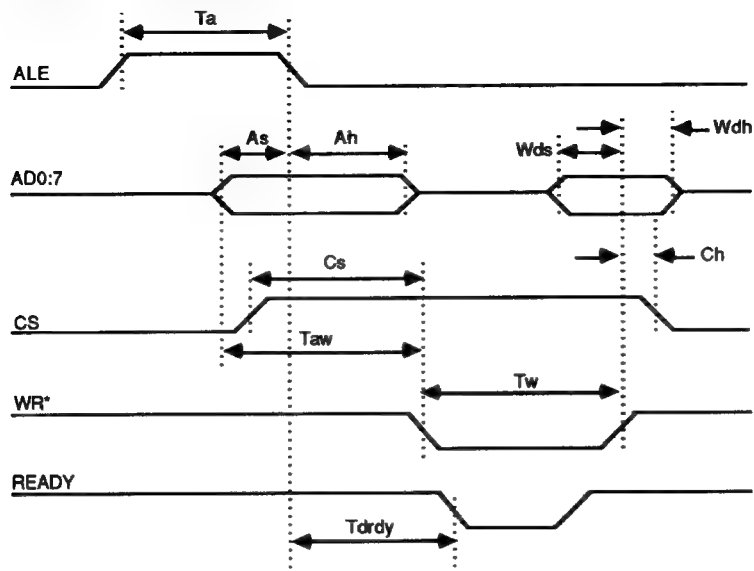 Ta
ALE
As
Ah
Wds
Wdh
AD0:7
Cs
Ch
CS
Taw
Tw
WR*
READY
Tdrdy